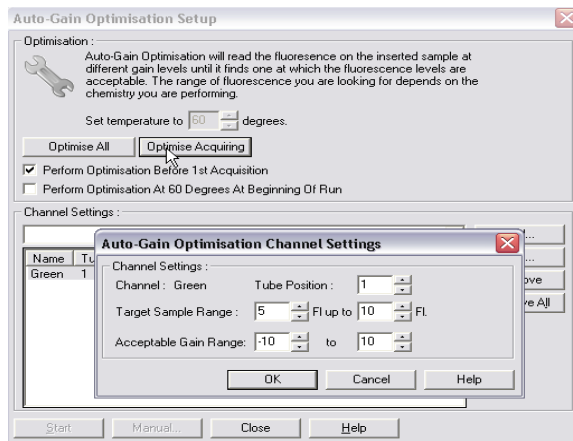 Auto-Gain Optimisation Setup
Optimisation :
Auto-Gain Optimisation will read the fluoresence on the inserted sample at
different gain levels until it finds one at which the fluorescence levels are
acceptable. The range of fluorescence you are looking for depends on the
chemistry you are performing.
Set temperature to 60 degrees.
Optimise All Optimise Acquiring
Perform Optimisation Before 1st Acquisition
Perform Optimisation At 60 Degrees At Beginning Of Run
Channel Settings :
Auto-Gain Optimisation Channel Settings
Name
Green 1
Channel Settings :
Channel : Green Tube Position : 1
Target Sample Range : 5 Fl up to 10 Fl.
Acceptable Gain Range: -10 to 10
OK Cancel Help
Start Manual... Close Help